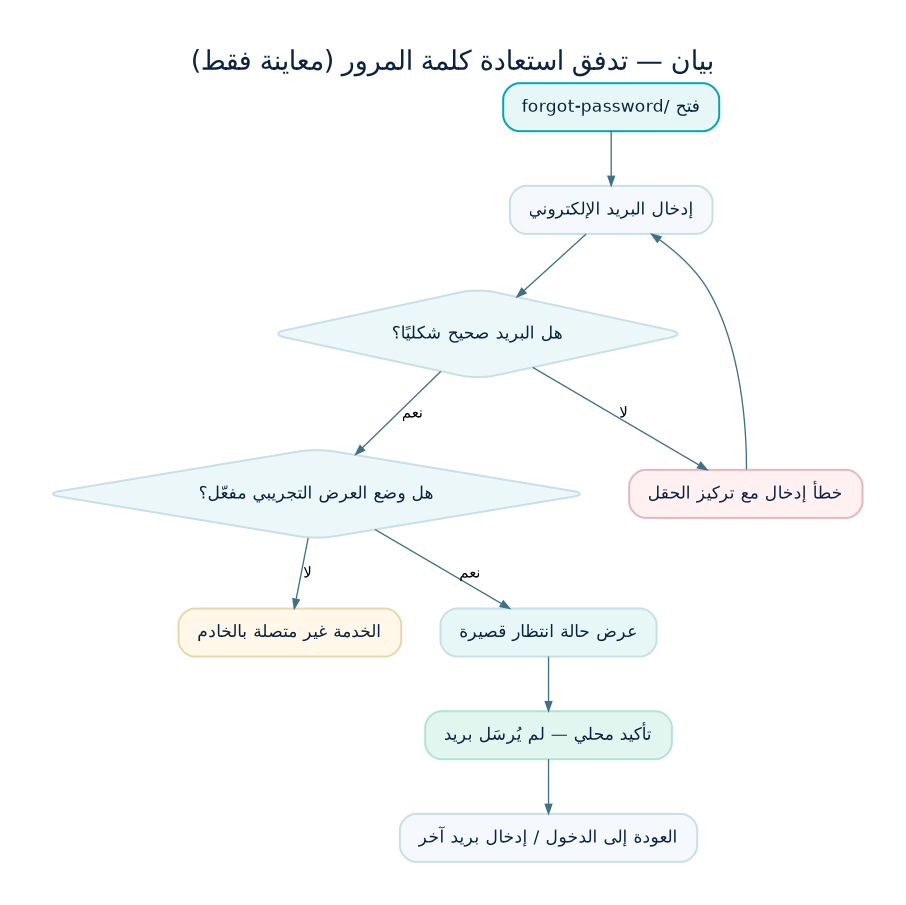 بيان — تدفق استعادة كلمة المرور (معاينة فقط)
فتح /forgot-password
إدخال البريد الإلكتروني
هل البريد صحيح شكليًا؟
نعم
لا
هل وضع العرض التجريبي مفعّل؟
خطأ إدخال مع تركيز الحقل
لا
نعم
الخدمة غير متصلة بالخادم
عرض حالة انتظار قصيرة
تأكيد محلي — لم يُرسَل بريد
العودة إلى الدخول / إدخال بريد آخر